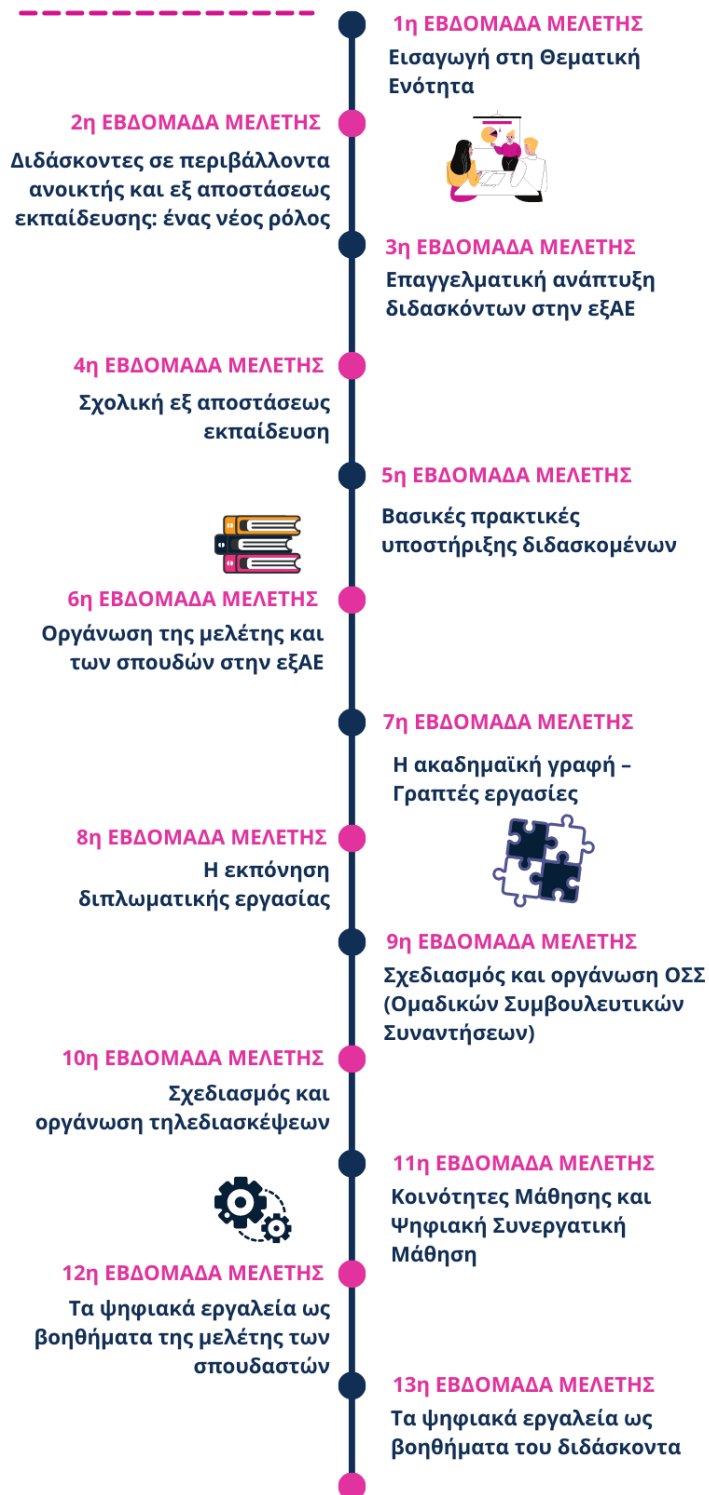 1η ΕΒΔΟΜΑΔΑ ΜΕΛΕΤΗΣ
Εισαγωγή στη Θεματική
Ενότητα
2η ΕΒΔΟΜΑΔΑ ΜΕΛΕΤΗΣ
Διδάσκοντες σε περιβάλλοντα
ανοικτής και εξ αποστάσεως
εκπαίδευσης: ένας νέος ρόλος
3η ΕΒΔΟΜΑΔΑ ΜΕΛΕΤΗΣ
Επαγγελματική ανάπτυξη
διδασκόντων στην εξΑΕ
4η ΕΒΔΟΜΑΔΑ ΜΕΛΕΤΗΣ
Σχολική εξ αποστάσεως
εκπαίδευση
5η ΕΒΔΟΜΑΔΑ ΜΕΛΕΤΗΣ
Βασικές πρακτικές
υποστήριξης διδασκομένων
6η ΕΒΔΟΜΑΔΑ ΜΕΛΕΤΗΣ
Οργάνωση της μελέτης και
των σπουδών στην εξΑΕ
7η ΕΒΔΟΜΑΔΑ ΜΕΛΕΤΗΣ
Η ακαδημαϊκή γραφή –
Γραπτές εργασίες
8η ΕΒΔΟΜΑΔΑ ΜΕΛΕΤΗΣ
Η εκπόνηση
διπλωματικής εργασίας
9η ΕΒΔΟΜΑΔΑ ΜΕΛΕΤΗΣ
Σχεδιασμός και οργάνωση ΟΣΣ
(Ομαδικών Συμβουλευτικών
Συναντήσεων)
10η ΕΒΔΟΜΑΔΑ ΜΕΛΕΤΗΣ
Σχεδιασμός και
οργάνωση τηλεδιασκέψεων
11η ΕΒΔΟΜΑΔΑ ΜΕΛΕΤΗΣ
Κοινότητες Μάθησης και
Ψηφιακή Συνεργατική
Μάθηση
12η ΕΒΔΟΜΑΔΑ ΜΕΛΕΤΗΣ
Τα ψηφιακά εργαλεία ως
βοηθήματα της μελέτης των
σπουδαστών
13η ΕΒΔΟΜΑΔΑ ΜΕΛΕΤΗΣ
Τα ψηφιακά εργαλεία ως
βοηθήματα του διδάσκοντα